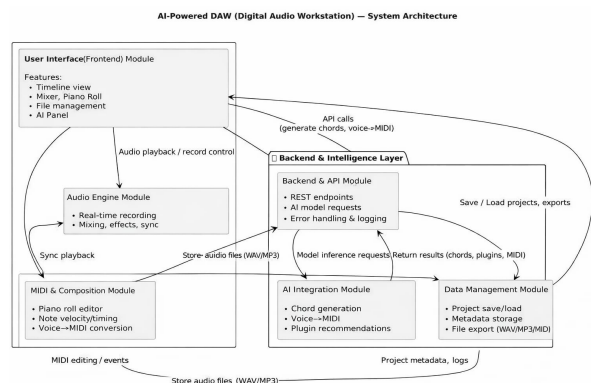 AI-Powered DAW (Digital Audio Workstation) — System Architecture
User Interface(Frontend) Module
Features:
• Timeline view
• Mixer, Piano Roll
• File management
• AI Panel
API calls
(generate chords, voice->MIDI)
Audio playback / record control
Backend & Intelligence Layer
Backend & API Module
• REST endpoints
• AI model requests
• Error handling & logging
Audio Engine Module
• Real-time recording
• Mixing, effects, sync
Save / Load projects, exports
Sync playback
Store audio files (WAV/MP3)
Model inference requests
Return results (chords, plugins, MIDI)
MIDI & Composition Module
• Piano roll editor
• Note velocity/timing
• Voice→MIDI conversion
AI Integration Module
• Chord generation
• Voice→MIDI
• Plugin recommendations
Data Management Module
• Project save/load
• Metadata storage
• File export (WAV/MP3/MID)
MIDI editing / events
Project metadata, logs
Store audio files (WAV/MP3)